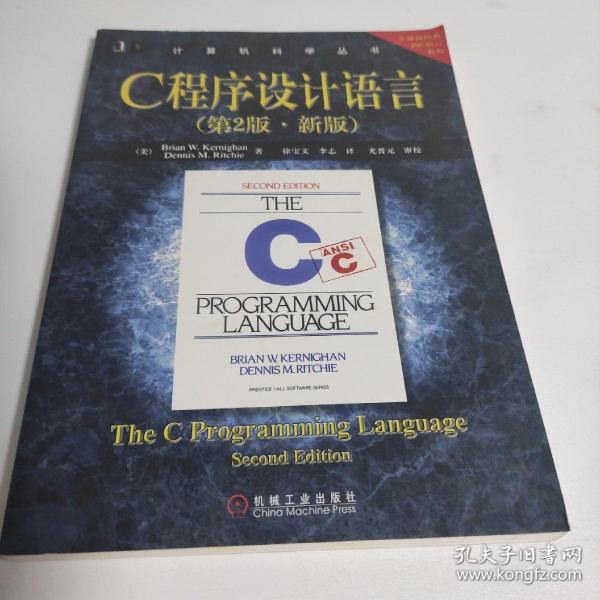 计算机科学丛书
C程序设计语言
(第2版·新版)
(美) Brian W. Kernighan
Dennis M. Ritchie 著 徐宝文 李志 译 尤晋元 审校
SECOND EDITION
THE
C
ANSI
C
PROGRAMMING
LANGUAGE
BRIAN W. KERNIGHAN
DENNIS M. RITCHIE
PRENTICE HALL SOFTWARE SERIES
The C Programming Language
Second Edition
机械工业出版社
China Machine Press
孔夫子旧书网
www.kongfz.com